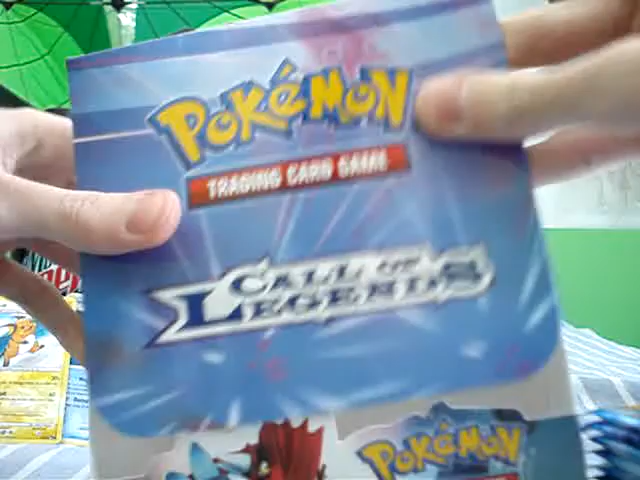 POKéMON
TRADING CARD GAME
CALL OF
LEGENDS
POKéMON